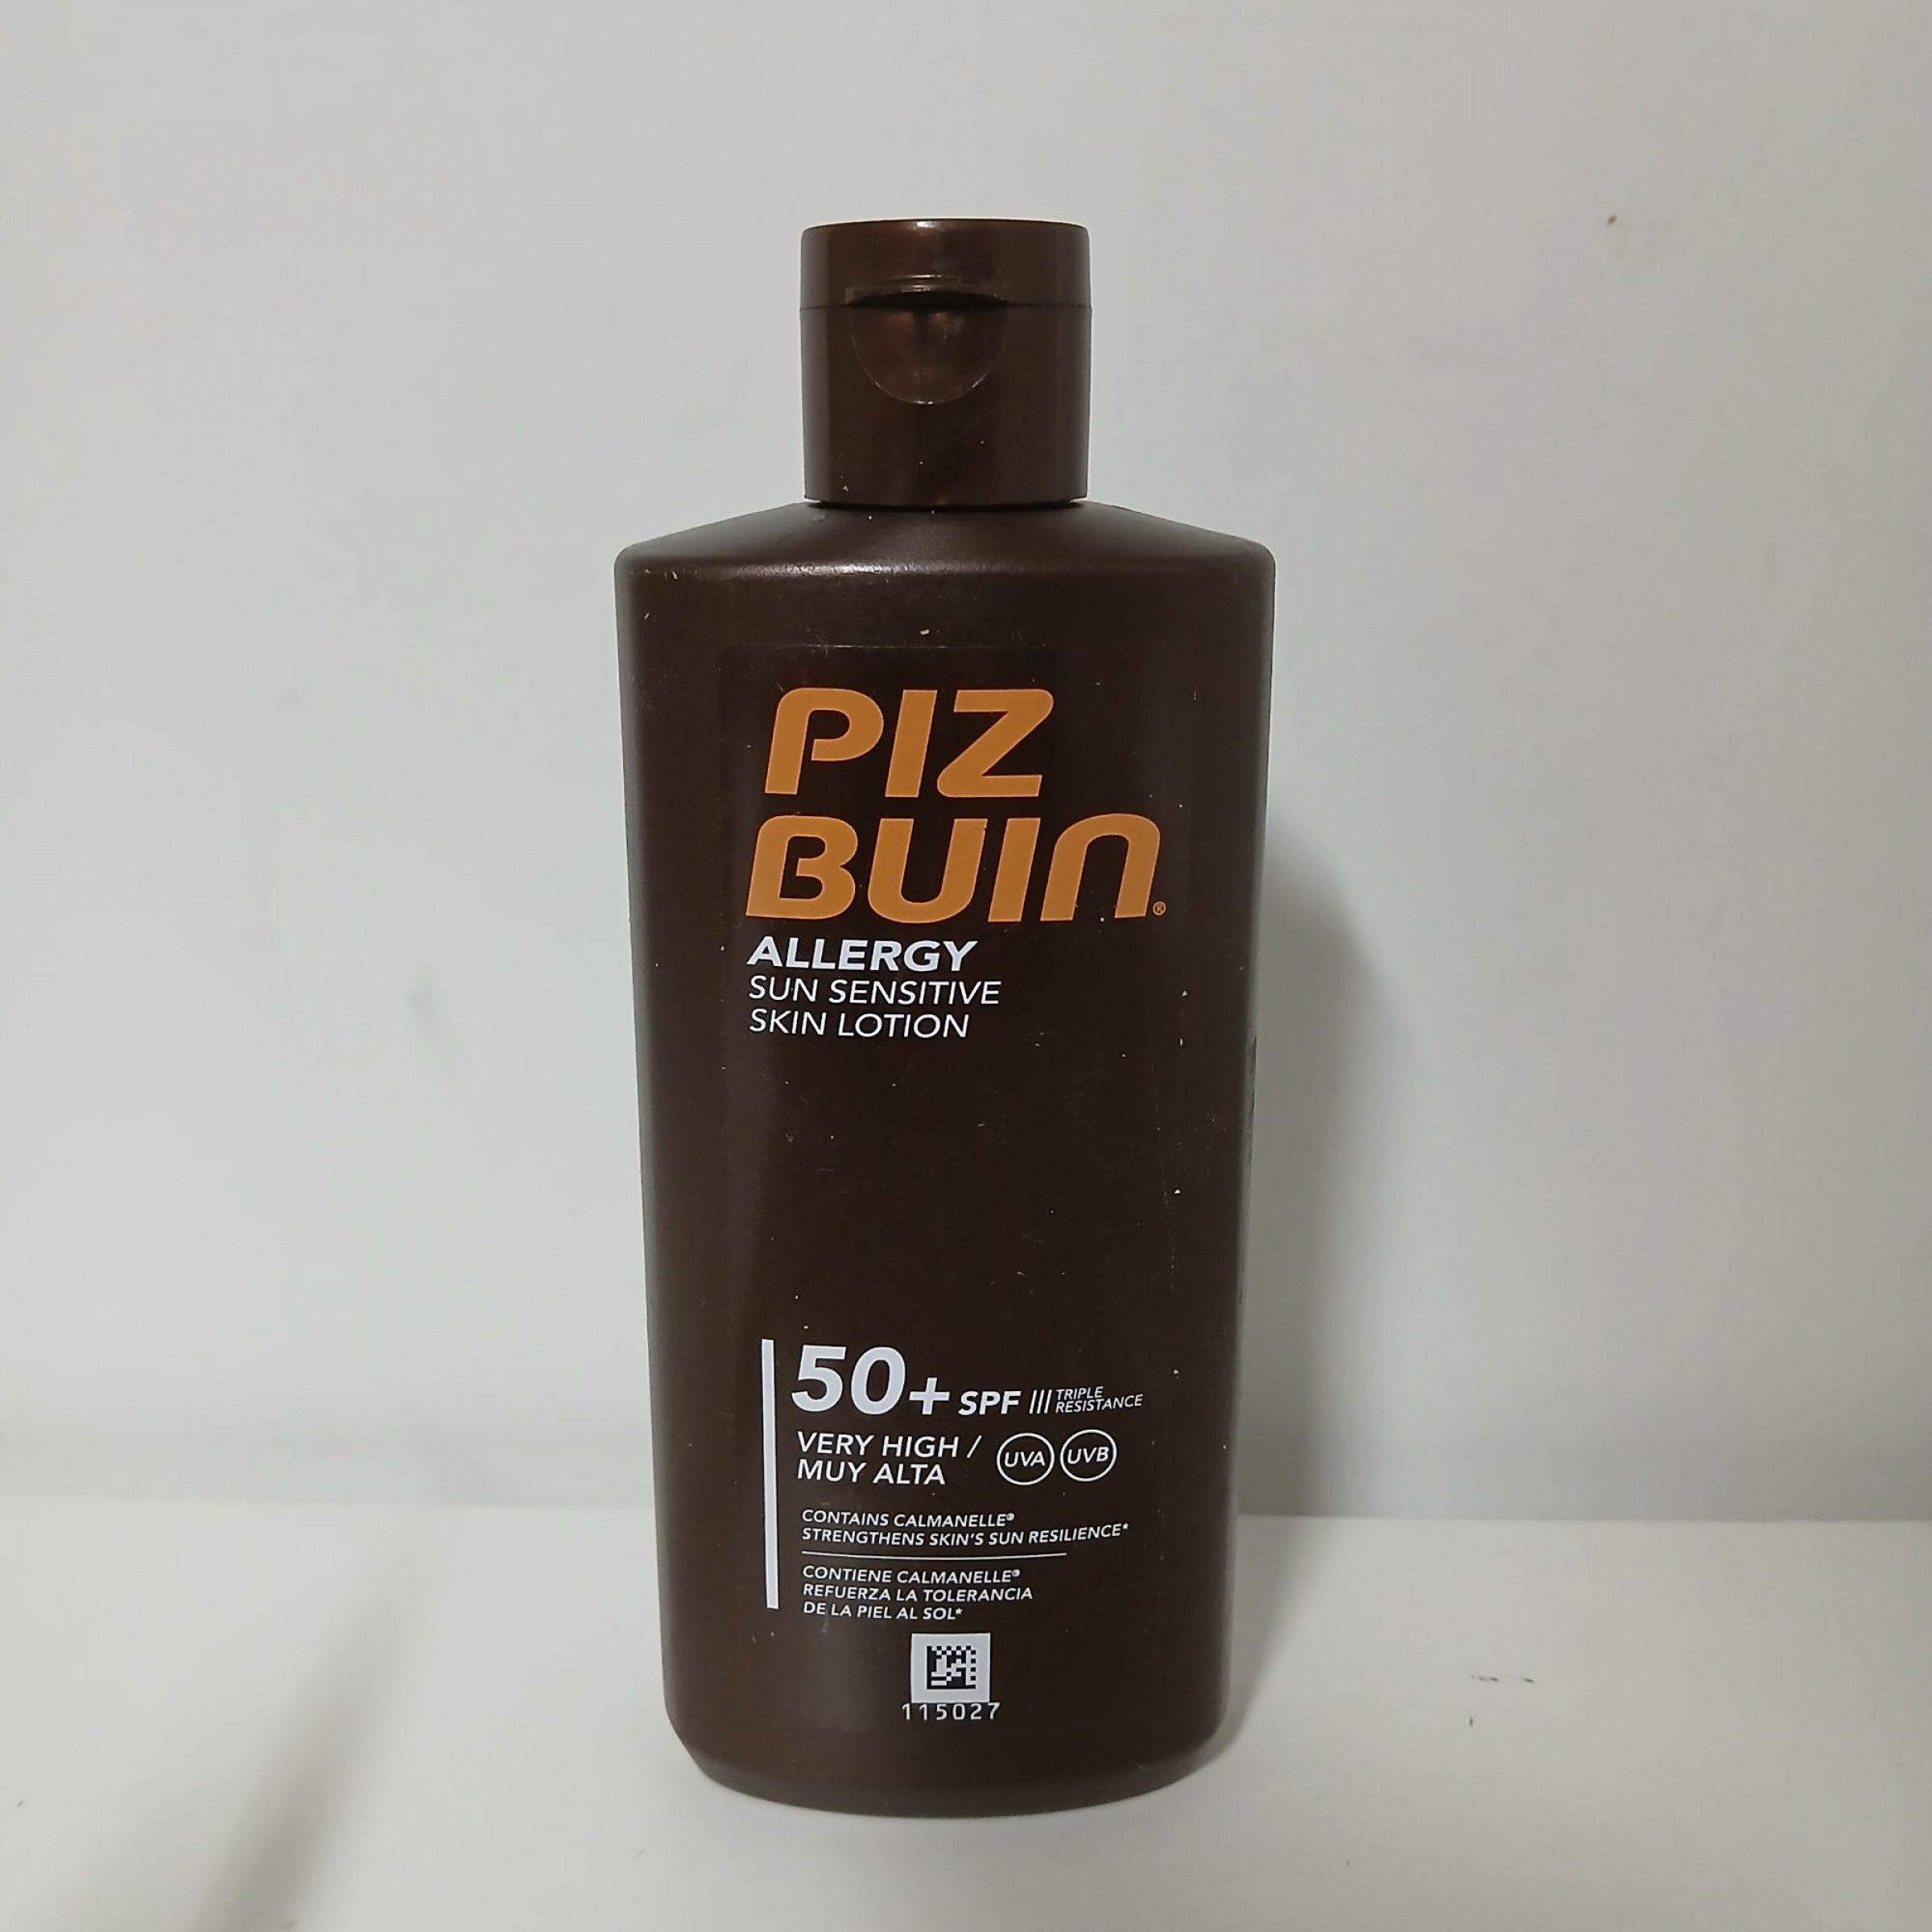 PIZ
BUIN®
ALLERGY
SUN SENSITIVE
SKIN LOTION
50+ SPF /// TRIPLE
RESISTANCE
VERY HIGH /
MUY ALTA
UVA UVB
CONTAINS CALMANELLE®
STRENGTHENS SKIN'S SUN RESILIENCE*
CONTIENE CALMANELLE®
REFUERZA LA TOLERANCIA
DE LA PIEL AL SOL*
115027